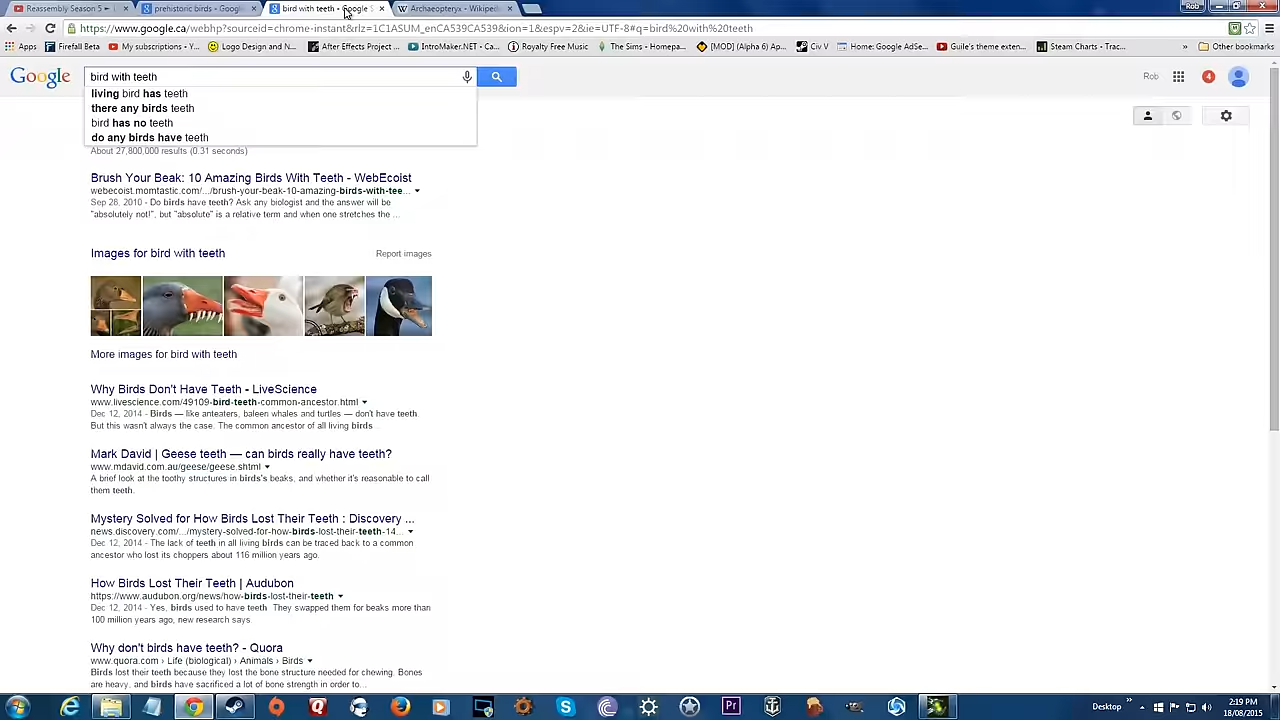 Reassembly Season 5 ►
prehistoric birds - Google
bird with teeth - Google S
Archaeopteryx - Wikipedi
Rob
https://www.google.ca/webhp?sourceid=chrome-instant&rlz=1C1ASUM_enCA539CA539&ion=1&espv=2&ie=UTF-8#q=bird%20with%20teeth
Apps
Firefall Beta
My subscriptions - Y...
Logo Design and N...
After Effects Project ...
IntroMaker.NET - Ca...
Royalty Free Music
The Sims - Homepa...
[MOD] (Alpha 6) Ap...
Civ V
Home: Google AdSe...
Guile's theme exten...
Steam Charts - Trac...
»
Other bookmarks
Google
bird with teeth
Rob
4
living bird has teeth
there any birds teeth
bird has no teeth
do any birds have teeth
About 27,800,000 results (0.31 seconds)
Brush Your Beak: 10 Amazing Birds With Teeth - WebEcoist
webecoist.momtastic.com/.../brush-your-beak-10-amazing-birds-with-tee...
Sep 28, 2010 - Do birds have teeth? Ask any biologist and the answer will be
"absolutely not!", but "absolute" is a relative term and when one stretches the ...
Images for bird with teeth
Report images
More images for bird with teeth
Why Birds Don't Have Teeth - LiveScience
www.livescience.com/49109-bird-teeth-common-ancestor.html
Dec 12, 2014 - Birds — like anteaters, baleen whales and turtles — don't have teeth.
But this wasn't always the case. The common ancestor of all living birds
Mark David | Geese teeth — can birds really have teeth?
www.mdavid.com.au/geese/geese.shtml
A brief look at the toothy structures in birds's beaks, and whether it's reasonable to call
them teeth.
Mystery Solved for How Birds Lost Their Teeth : Discovery ...
news.discovery.com/.../mystery-solved-for-how-birds-lost-their-teeth-14...
Dec 12, 2014 - The lack of teeth in all living birds can be traced back to a common
ancestor who lost its choppers about 116 million years ago.
How Birds Lost Their Teeth | Audubon
https://www.audubon.org/news/how-birds-lost-their-teeth
Dec 12, 2014 - Yes, birds used to have teeth. They swapped them for beaks more than
100 million years ago, new research says.
Why don't birds have teeth? - Quora
www.quora.com › Life (biological) › Animals › Birds
Birds lost their teeth because they lost the bone structure needed for chewing. Bones
are heavy, and birds have sacrificed a lot of bone strength in order to...
Desktop
»
2:19 PM
18/08/2015